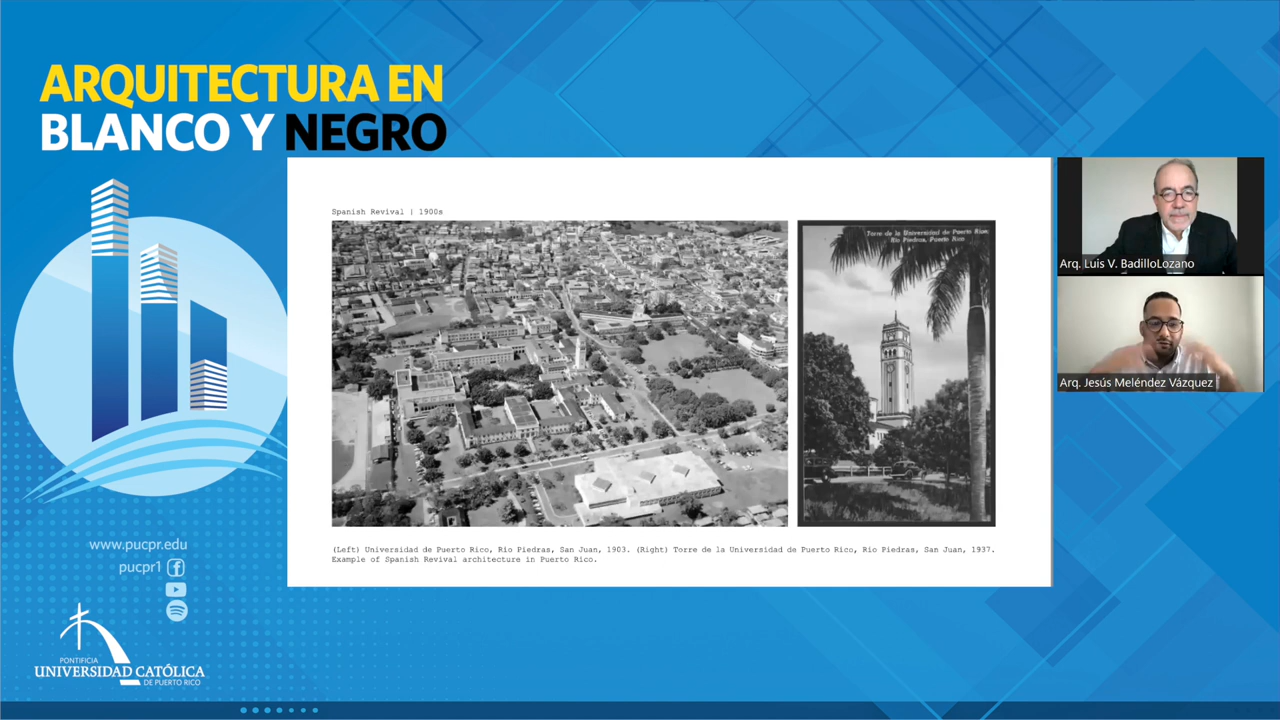 ARQUITECTURA EN
BLANCO Y NEGRO
Spanish Revival | 1900s
Torre de la Universidad de Puerto Rico,
Rio Piedras, Puerto Rico
(Left) Universidad de Puerto Rico, Rio Piedras, San Juan, 1903. (Right) Torre de la Universidad de Puerto Rico, Rio Piedras, San Juan, 1937.
Example of Spanish Revival architecture in Puerto Rico.
Arq. Luis V. BadilloLozano
Arq. Jesús Meléndez Vázquez
www.pucpr.edu
pucpr1
PONTIFICIA
UNIVERSIDAD CATÓLICA
DE PUERTO RICO